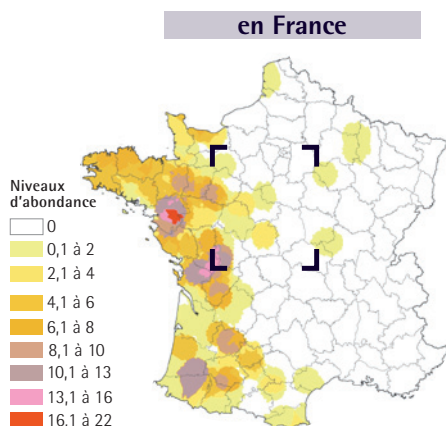 en France
Niveaux
d'abondance
0
0,1 à 2
2,1 à 4
4,1 à 6
6,1 à 8
8,1 à 10
10,1 à 13
13,1 à 16
16,1 à 22